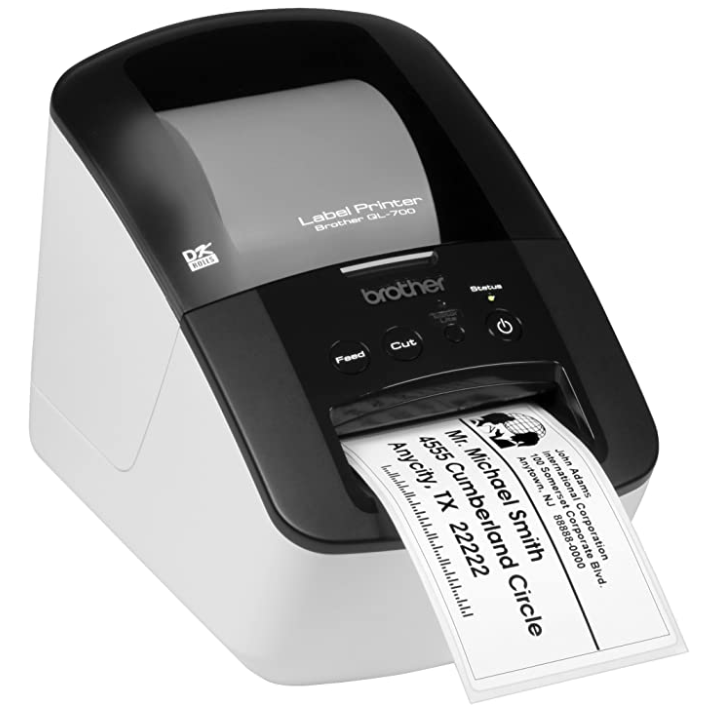 Label Printer
Brother QL-700
DK
ROLLS
brother
Status
Feed
Cut
John Adams
International Corporation
100 Somerset Corporate Blvd.
Anytown, NJ 88888-0000
Mr. Michael Smith
4555 Cumberland Circle
Anycity, TX 22222